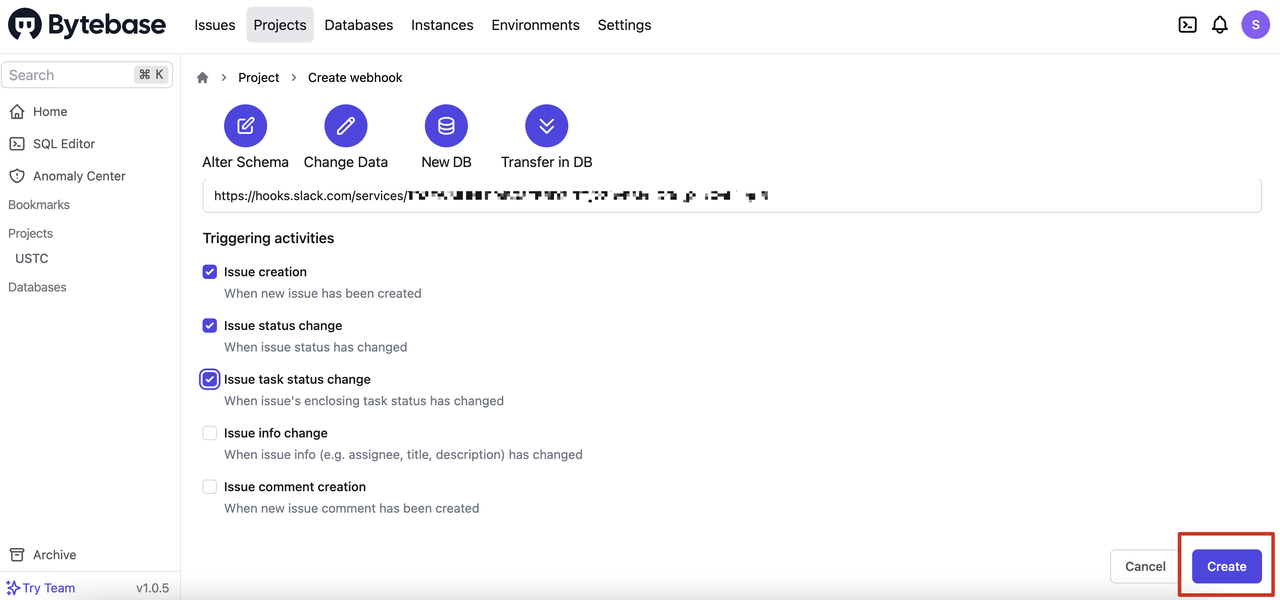 Bytebase Issues Projects Databases Instances Environments Settings S
Search ⌘ K
Home
SQL Editor
Anomaly Center
Bookmarks
Projects
USTC
Databases
Archive
Try Team v1.0.5
Project > Create webhook
Alter Schema Change Data New DB Transfer in DB
https://hooks.slack.com/services/
Triggering activities
Issue creation
When new issue has been created
Issue status change
When issue status has changed
Issue task status change
When issue's enclosing task status has changed
Issue info change
When issue info (e.g. assignee, title, description) has changed
Issue comment creation
When new issue comment has been created
Cancel Create